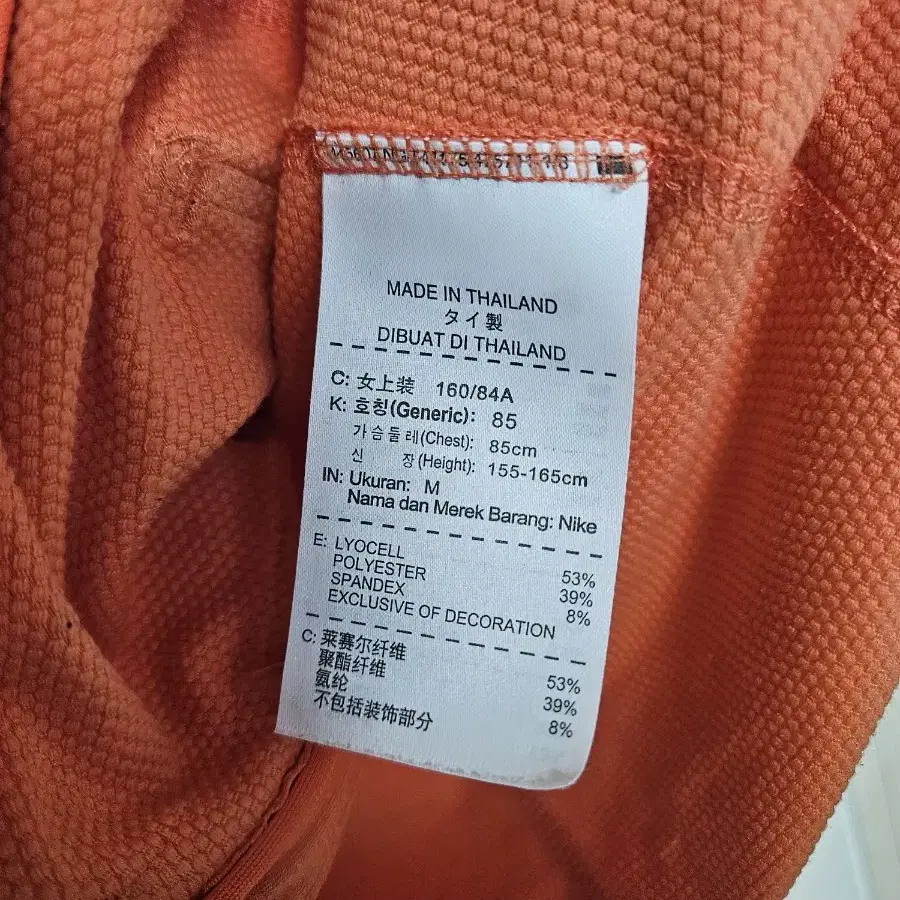 MADE IN THAILAND
タイ製
DIBUAT DI THAILAND
C: 女上装 160/84A
K: 호칭(Generic): 85
가슴둘레(Chest): 85cm
신 장(Height): 155-165cm
IN: Ukuran: M
Nama dan Merek Barang: Nike
E: LYOCELL 53%
POLYESTER 39%
SPANDEX 8%
EXCLUSIVE OF DECORATION
C: 莱赛尔纤维 53%
聚酯纤维 39%
氨纶 8%
不包括装饰部分